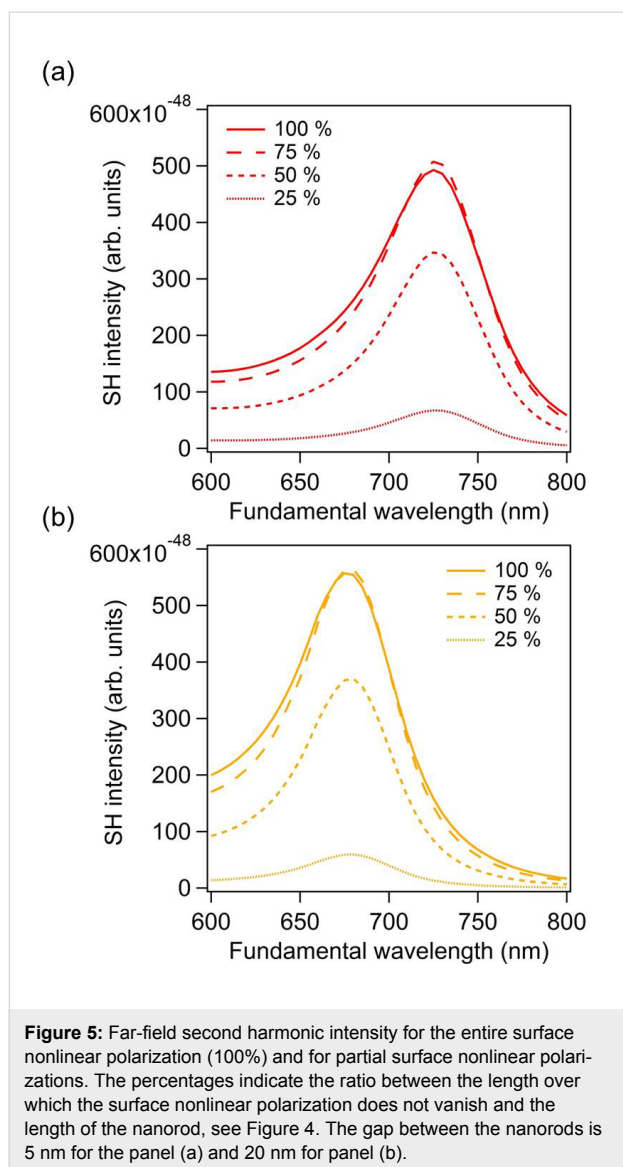 (a)
600x10-48
100 %
75 %
50 %
25 %
500
400
300
200
100
0
SH intensity (arb. units)
600 650 700 750 800
Fundamental wavelength (nm)
(b)
600x10-48
100 %
75 %
50 %
25 %
500
400
300
200
100
0
SH intensity (arb. units)
600 650 700 750 800
Fundamental wavelength (nm)
Figure 5: Far-field second harmonic intensity for the entire surface
nonlinear polarization (100%) and for partial surface nonlinear polari-
zations. The percentages indicate the ratio between the length over
which the surface nonlinear polarization does not vanish and the
length of the nanorod, see Figure 4. The gap between the nanorods is
5 nm for the panel (a) and 20 nm for panel (b).